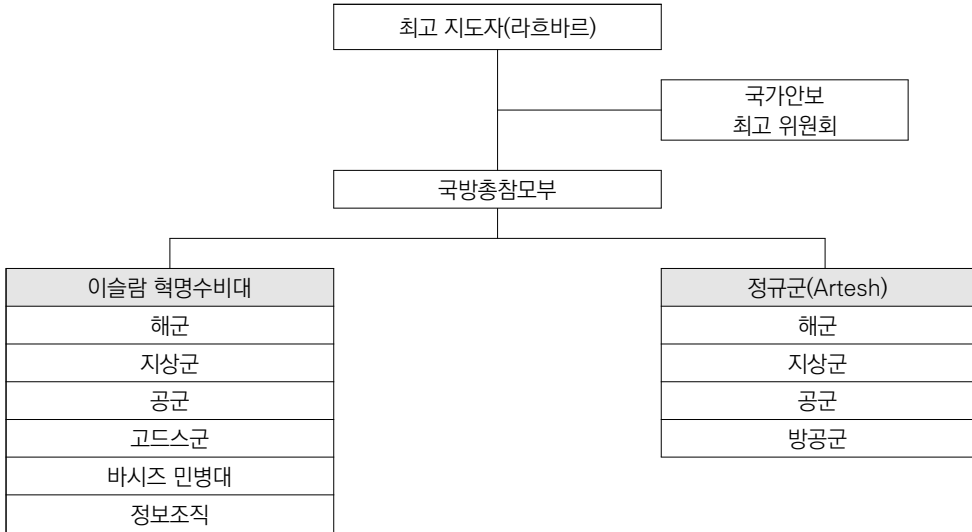 최고 지도자(라흐바르)
국가안보
최고 위원회
국방총참모부
이슬람 혁명수비대
해군
지상군
공군
고드스군
바시즈 민병대
정보조직
정규군(Artesh)
해군
지상군
공군
방공군